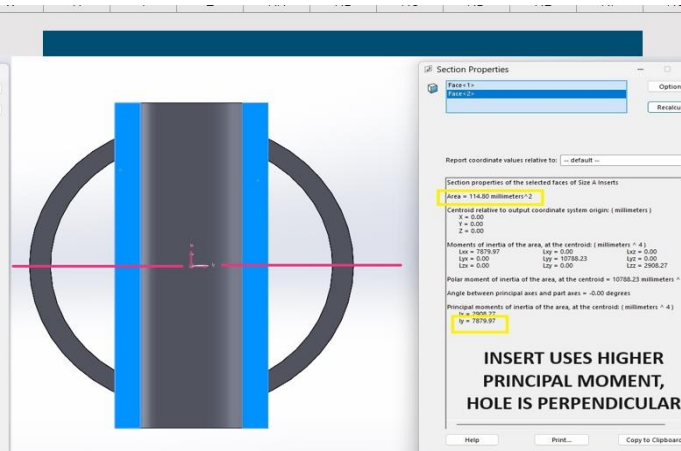 Section Properties
Face<1>
Face<2>
Option
Recalcu
Report coordinate values relative to: -- default --
Section properties of the selected faces of Size A Inserts
Area = 114.80 millimeters^2
Centroid relative to output coordinate system origin: ( millimeters )
X = 0.00
Y = 0.00
Z = 0.00
Moments of inertia of the area, at the centroid: ( millimeters ^ 4 )
Lxx = 7879.97 Lxy = 0.00 Lxz = 0.00
Lyx = 0.00 Lyy = 10788.23 Lyz = 0.00
Lzx = 0.00 Lzy = 0.00 Lzz = 2908.27
Polar moment of inertia of the area, at the centroid = 10788.23 millimeters ^
Angle between principal axes and part axes = -0.00 degrees
Principal moments of inertia of the area, at the centroid: ( millimeters ^ 4 )
Ix = 2908.27
Iy = 7879.97
INSERT USES HIGHER
PRINCIPAL MOMENT,
HOLE IS PERPENDICULAR
Help Print... Copy to Clipboard